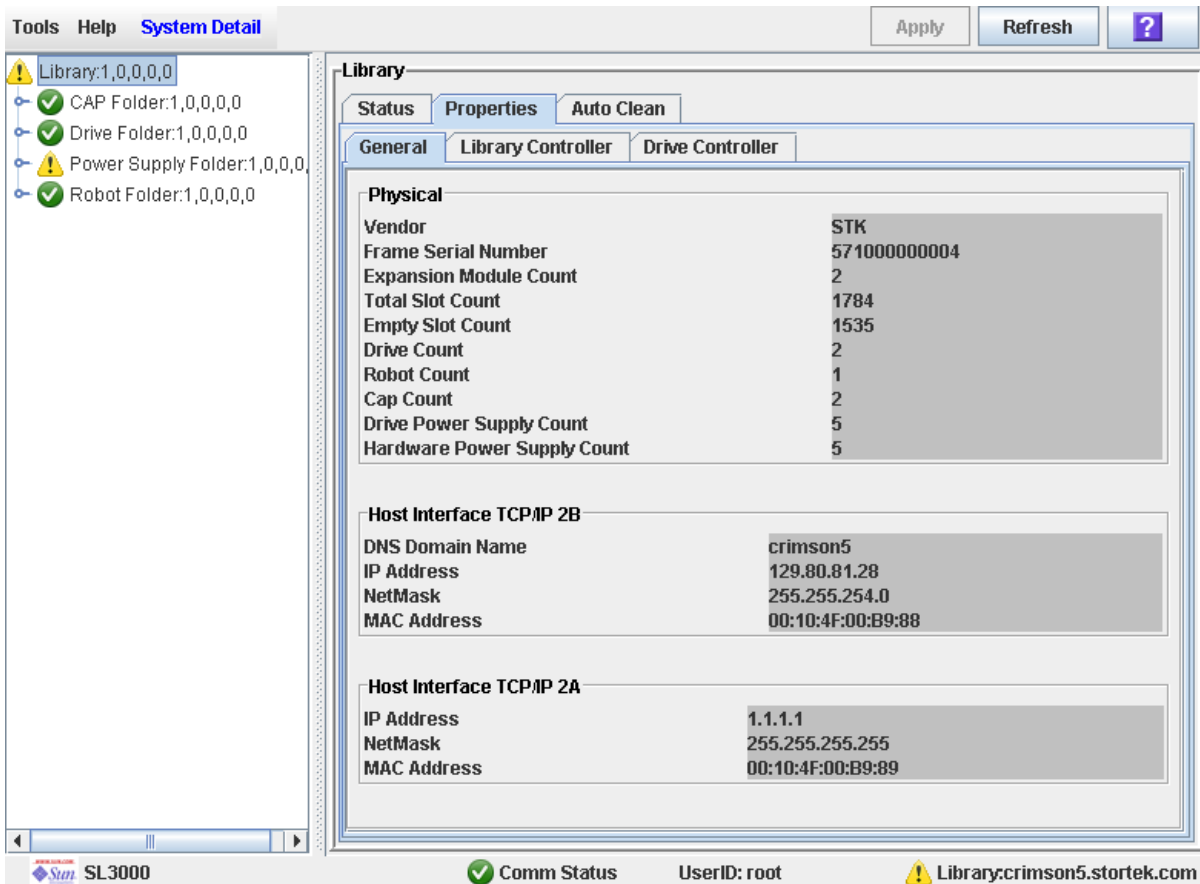 Tools Help System Detail Apply Refresh ?
Library:1,0,0,0,0
CAP Folder:1,0,0,0,0
Drive Folder:1,0,0,0,0
Power Supply Folder:1,0,0,0,
Robot Folder:1,0,0,0,0
Library
Status Properties Auto Clean
General Library Controller Drive Controller
Physical
Vendor STK
Frame Serial Number 571000000004
Expansion Module Count 2
Total Slot Count 1784
Empty Slot Count 1535
Drive Count 2
Robot Count 1
Cap Count 2
Drive Power Supply Count 5
Hardware Power Supply Count 5
Host Interface TCP/IP 2B
DNS Domain Name crimson5
IP Address 129.80.81.28
NetMask 255.255.254.0
MAC Address 00:10:4F:00:B9:88
Host Interface TCP/IP 2A
IP Address 1.1.1.1
NetMask 255.255.255.255
MAC Address 00:10:4F:00:B9:89
Sun SL3000 Comm Status UserID: root Library:crimson5.stortek.com